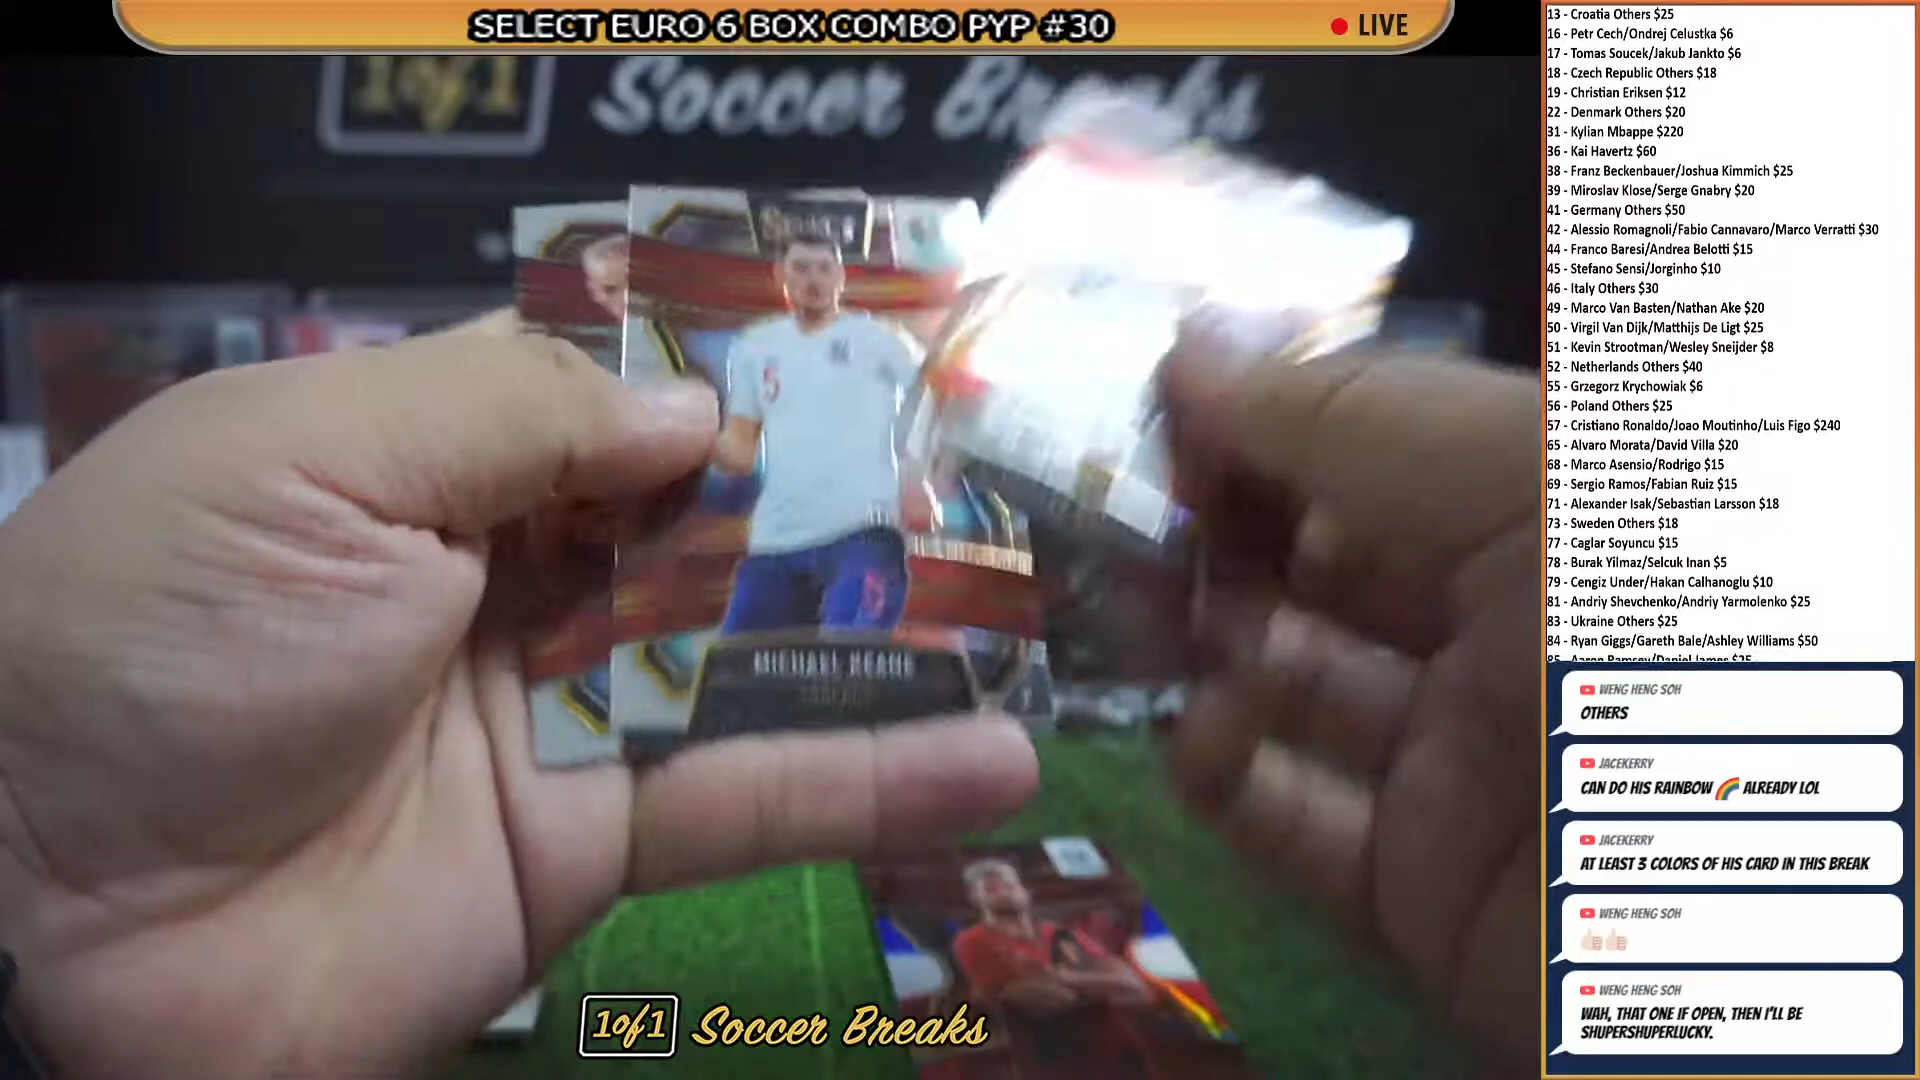 SELECT EURO 6 BOX COMBO PYP #30
LIVE
1of1 Soccer Breaks
MICHAEL KEANE
1of1 Soccer Breaks
13 - Croatia Others $25
16 - Petr Cech/Ondrej Celustka $6
17 - Tomas Soucek/Jakub Jankto $6
18 - Czech Republic Others $18
19 - Christian Eriksen $12
22 - Denmark Others $20
31 - Kylian Mbappe $220
36 - Kai Havertz $60
38 - Franz Beckenbauer/Joshua Kimmich $25
39 - Miroslav Klose/Serge Gnabry $20
41 - Germany Others $50
42 - Alessio Romagnoli/Fabio Cannavaro/Marco Verratti $30
44 - Franco Baresi/Andrea Belotti $15
45 - Stefano Sensi/Jorginho $10
46 - Italy Others $30
49 - Marco Van Basten/Nathan Ake $20
50 - Virgil Van Dijk/Matthijs De Ligt $25
51 - Kevin Strootman/Wesley Sneijder $8
52 - Netherlands Others $40
55 - Grzegorz Krychowiak $6
56 - Poland Others $25
57 - Cristiano Ronaldo/Joao Moutinho/Luis Figo $240
65 - Alvaro Morata/David Villa $20
68 - Marco Asensio/Rodrigo $15
69 - Sergio Ramos/Fabian Ruiz $15
71 - Alexander Isak/Sebastian Larsson $18
73 - Sweden Others $18
77 - Caglar Soyuncu $15
78 - Burak Yilmaz/Selcuk Inan $5
79 - Cengiz Under/Hakan Calhanoglu $10
81 - Andriy Shevchenko/Andriy Yarmolenko $25
83 - Ukraine Others $25
84 - Ryan Giggs/Gareth Bale/Ashley Williams $50
85 - Aaron Ramsey/Daniel James $25
WENG HENG SOH
OTHERS
JACEKERRY
CAN DO HIS RAINBOW 🌈 ALREADY LOL
JACEKERRY
AT LEAST 3 COLORS OF HIS CARD IN THIS BREAK
WENG HENG SOH
👍🏻👍🏻
WENG HENG SOH
WAH, THAT ONE IF OPEN, THEN I'LL BE
SHUPERSHUPERLUCKY.